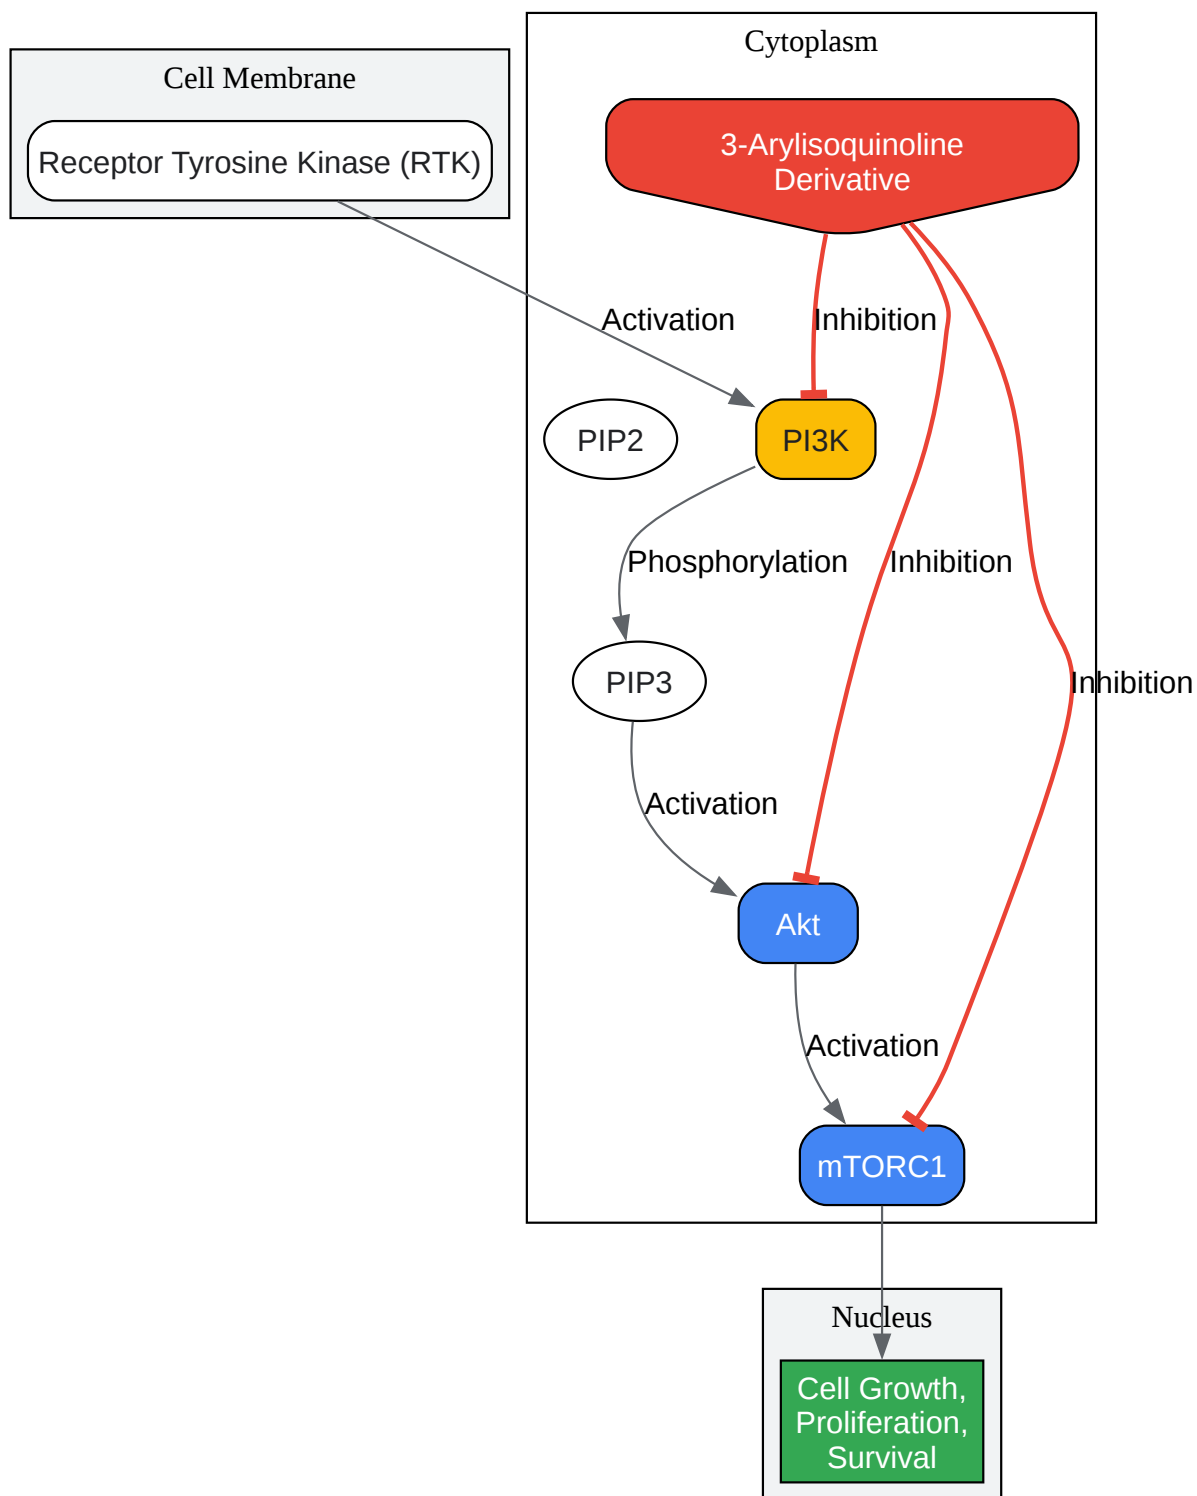 Cytoplasm
Cell Membrane
3-Arylisoquinoline
Derivative
Receptor Tyrosine Kinase (RTK)
Activation
Inhibition
PIP2
PI3K
Phosphorylation
Inhibition
PIP3
Inhibition
Activation
Akt
Activation
mTORC1
Nucleus
Cell Growth,
Proliferation,
Survival